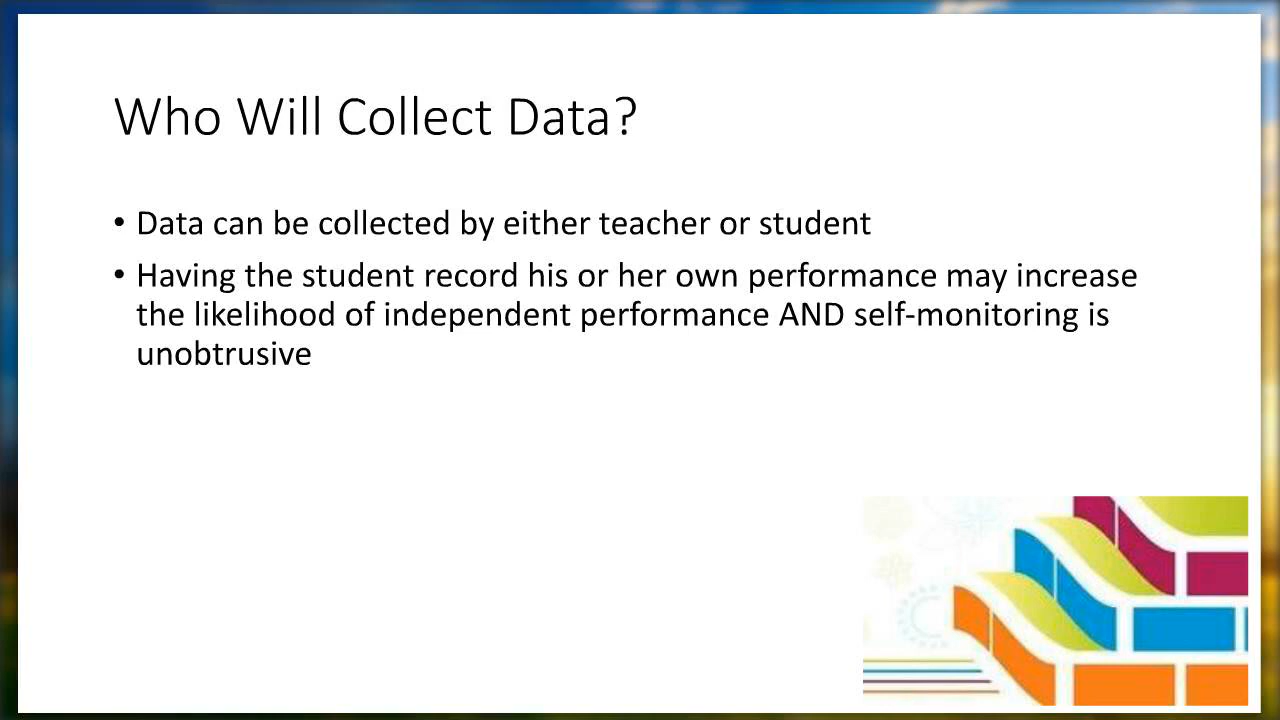 Who Will Collect Data?
• Data can be collected by either teacher or student
• Having the student record his or her own performance may increase
the likelihood of independent performance AND self-monitoring is
unobtrusive